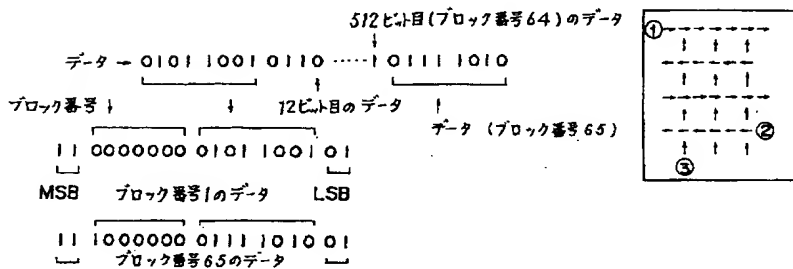 512ビット目(ブロック番号64)のデータ
データ→ 0101 1001 0110 ...... 1 0111 1010
ブロック番号 12ビット目のデータ
データ (ブロック番号65)
11 0000000 0101 1001 01
MSB ブロック番号1のデータ LSB
11 1000000 0111 1010 01
ブロック番号65のデータ
①
②
③